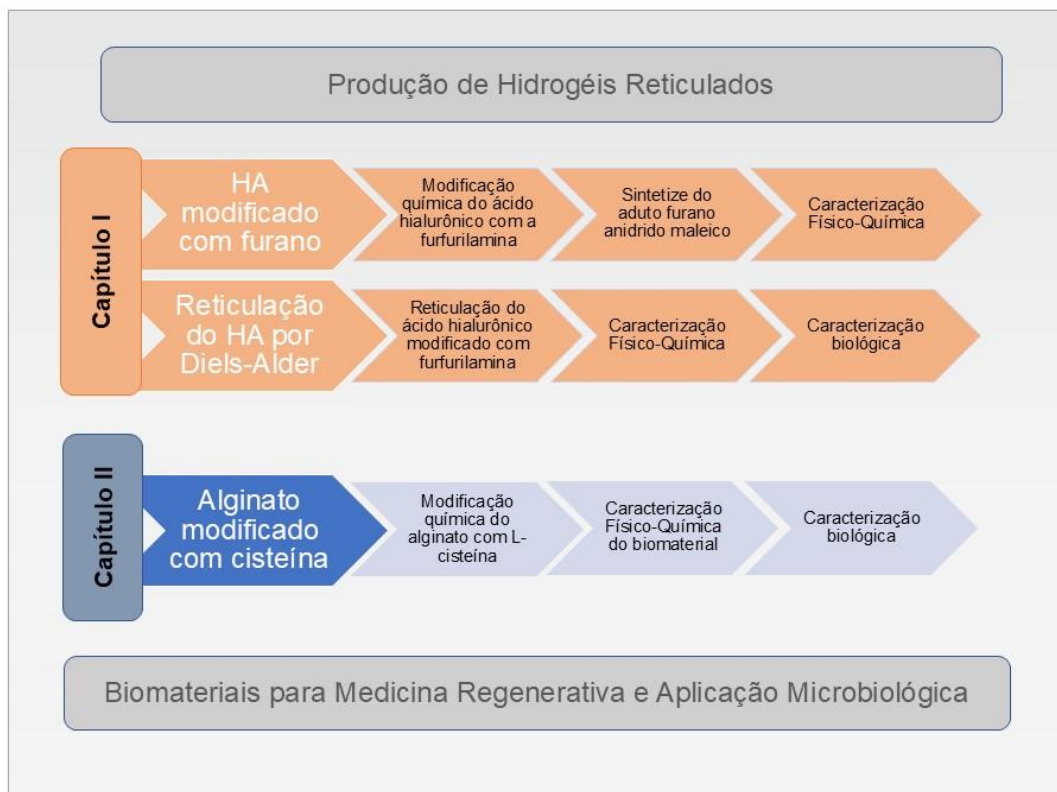 Produção de Hidrogéis Reticulados
Capítulo I
HA
modificado
com furano
Modificação
química do ácido
hialurônico com a
furfurilamina
Sintetize do
aduto furano
anidrido maleico
Caracterização
Físico-Química
Reticulação
do HA por
Diels-Alder
Reticulação do
ácido hialurônico
modificado com
furfurilamina
Caracterização
Físico-Química
Caracterização
biológica
Capítulo II
Alginato
modificado
com cisteína
Modificação
química do
alginato com L-
cisteína
Caracterização
Físico-Química
do biomaterial
Caracterização
biológica
Biomateriais para Medicina Regenerativa e Aplicação Microbiológica